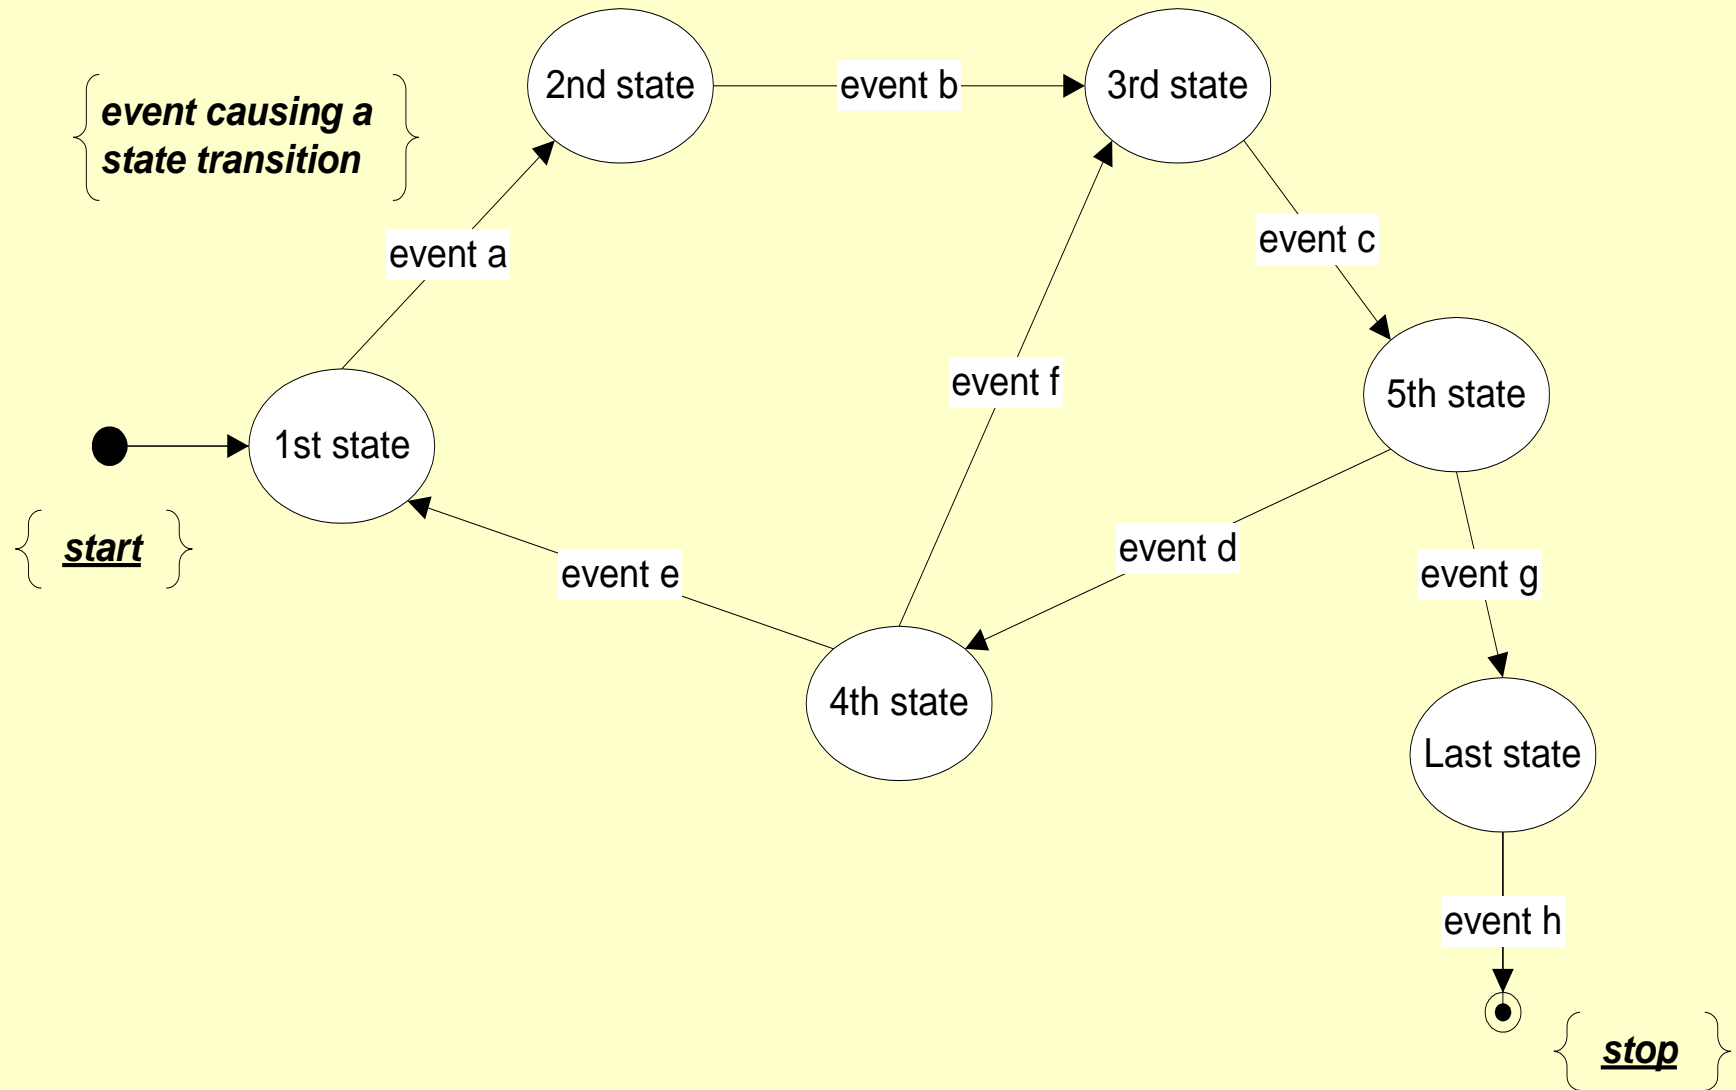 2nd state
event b
3rd state
event causing a
state transition
event a
event c
event f
5th state
1st state
start
event d
event e
event g
4th state
Last state
event h
stop